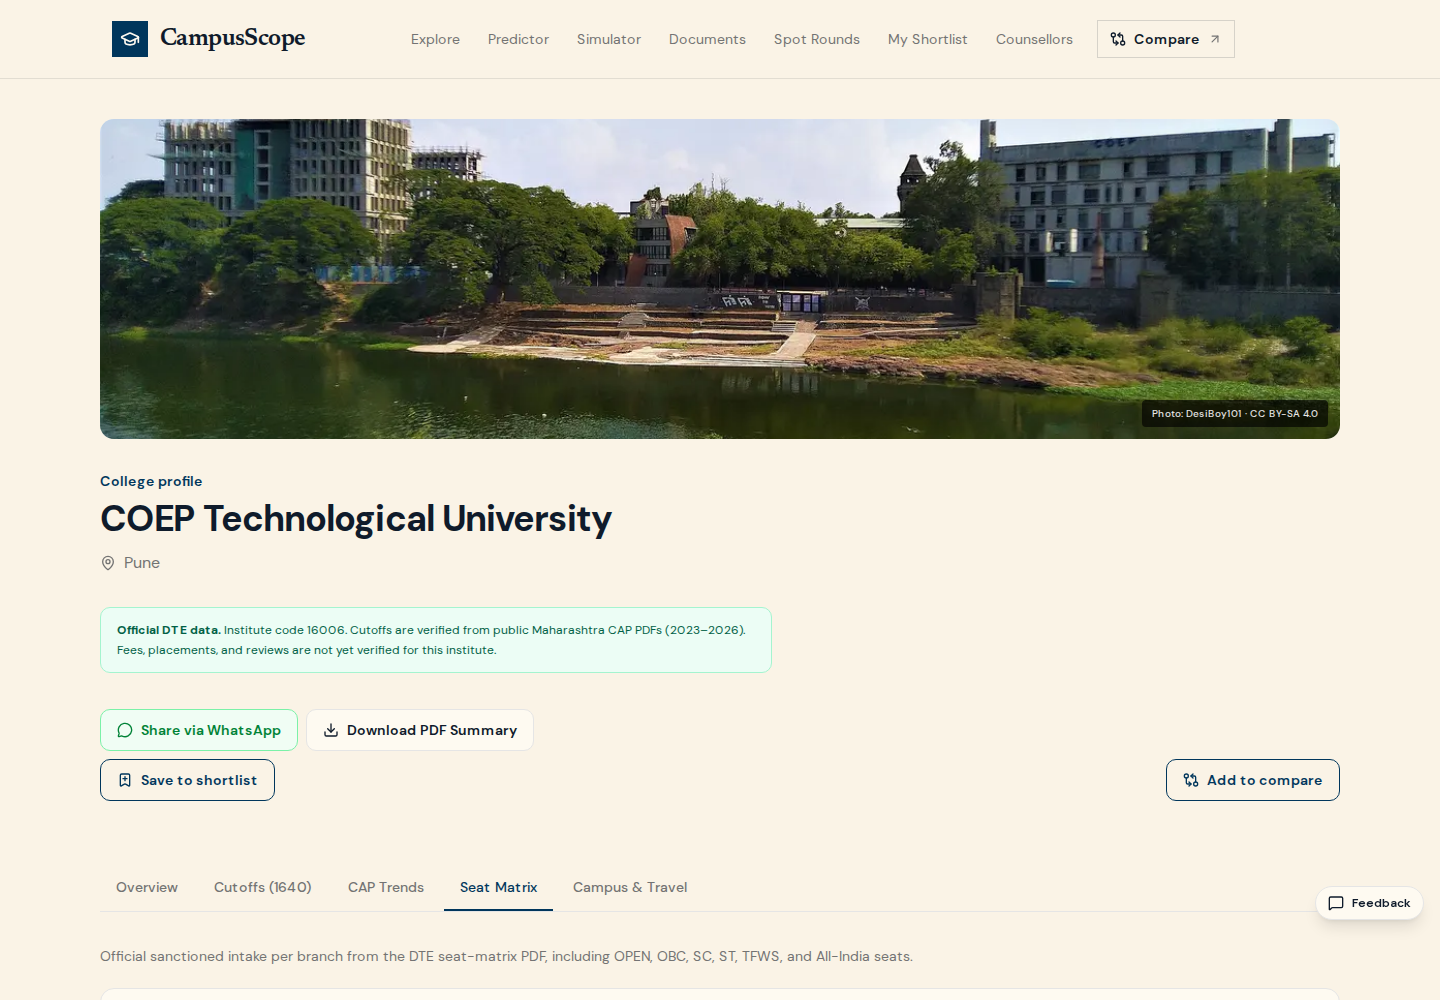 CampusScope
Explore
Predictor
Simulator
Documents
Spot Rounds
My Shortlist
Counsellors
Compare
COEP
Photo: DesiBoy101 · CC BY-SA 4.0
College profile
COEP Technological University
Pune
Official DTE data. Institute code 16006. Cutoffs are verified from public Maharashtra CAP PDFs (2023–2026).
Fees, placements, and reviews are not yet verified for this institute.
Share via WhatsApp
Download PDF Summary
Save to shortlist
Add to compare
Overview
Cutoffs (1640)
CAP Trends
Seat Matrix
Campus & Travel
Feedback
Official sanctioned intake per branch from the DTE seat-matrix PDF, including OPEN, OBC, SC, ST, TFWS, and All-India seats.